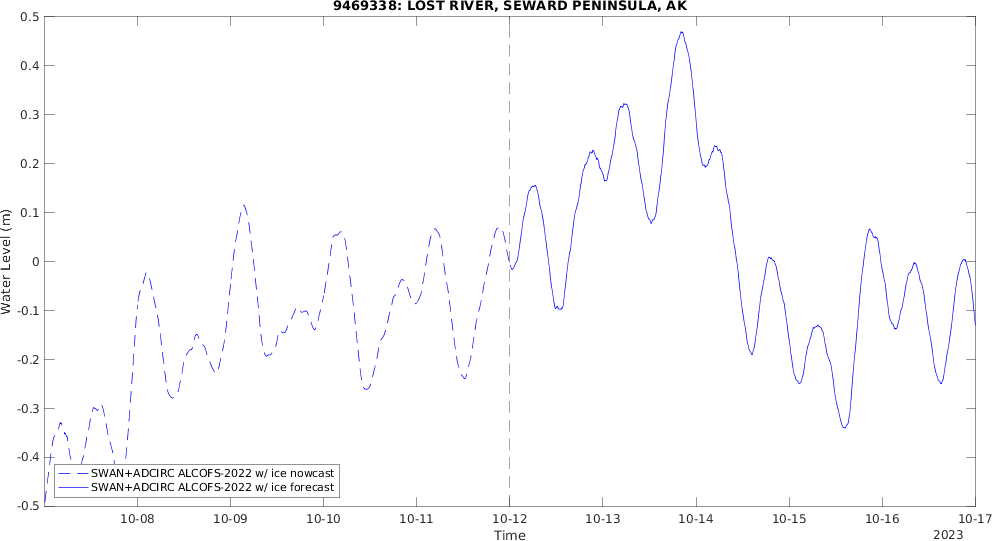 9469338: LOST RIVER, SEWARD PENINSULA, AK
Water Level (m)
0.5
0.4
0.3
0.2
0.1
0
-0.1
-0.2
-0.3
-0.4
-0.5
SWAN+ADCIRC ALCOFS-2022 w/ ice nowcast
SWAN+ADCIRC ALCOFS-2022 w/ ice forecast
10-08 10-09 10-10 10-11 10-12 10-13 10-14 10-15 10-16 10-17
Time
2023